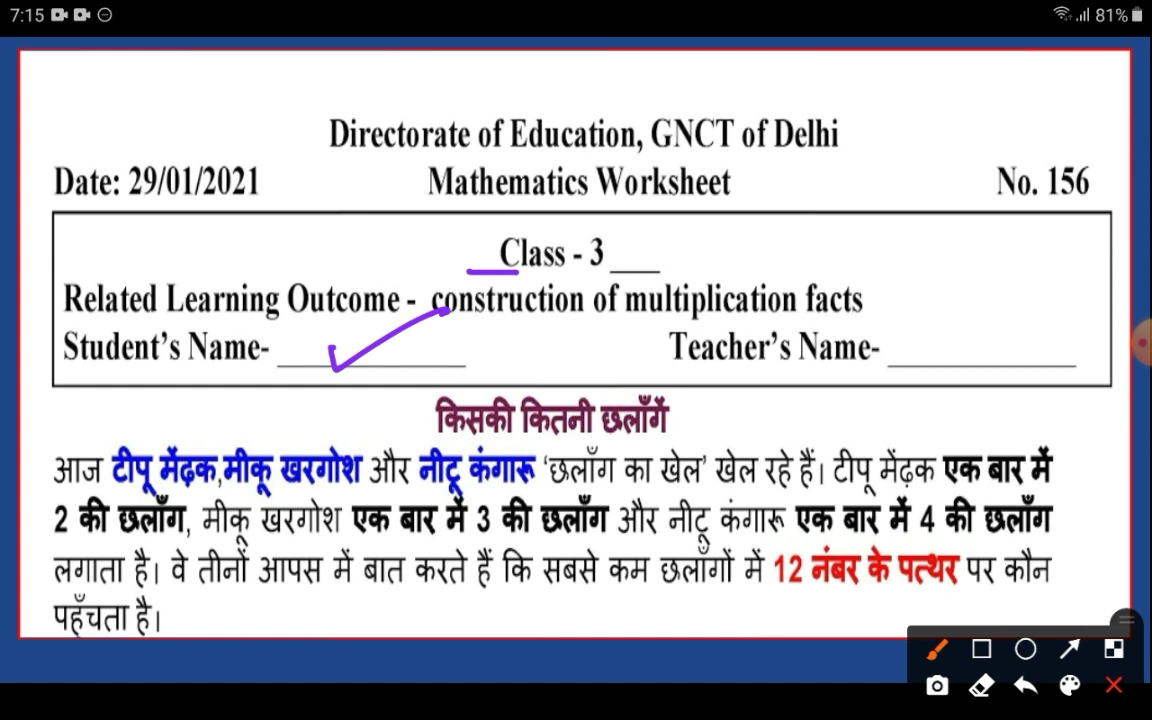 7:15
81%
Directorate of Education, GNCT of Delhi
Date: 29/01/2021 Mathematics Worksheet No. 156
Class - 3 ___
Related Learning Outcome - construction of multiplication facts
Student's Name- ___________ Teacher's Name- ___________
किसकी कितनी छलाँगें
आज टीपू मेंढ़क,मीकू खरगोश और नीटू कंगारू 'छलाँग का खेल' खेल रहे हैं। टीपू मेंढ़क एक बार में
2 की छलाँग, मीकू खरगोश एक बार में 3 की छलाँग और नीटू कंगारू एक बार में 4 की छलाँग
लगाता है। वे तीनों आपस में बात करते हैं कि सबसे कम छलाँगों में 12 नंबर के पत्थर पर कौन
पहुँचता है।